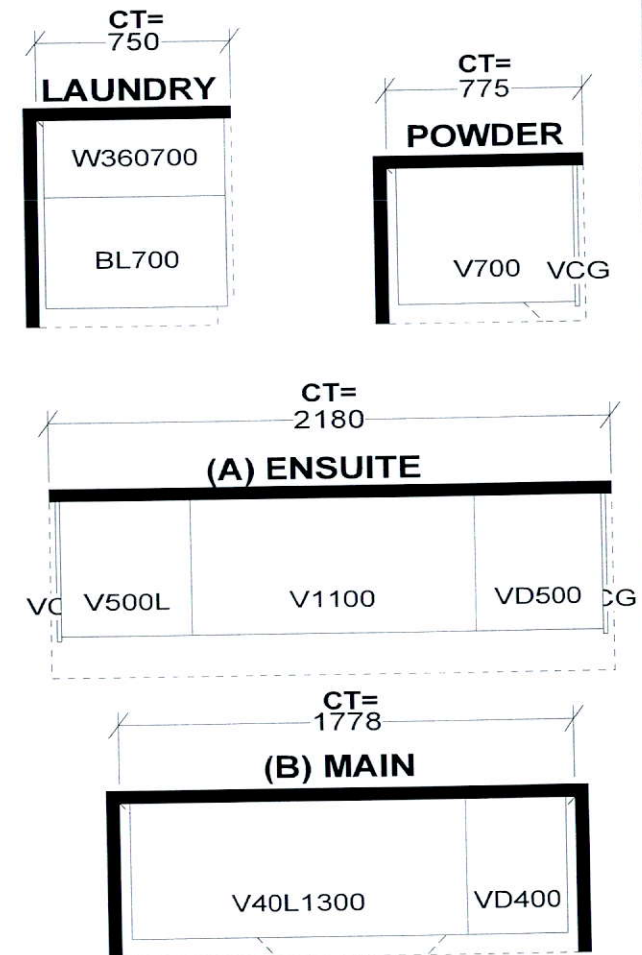 CT=
750
LAUNDRY
W360700
BL700
CT=
775
POWDER
V700 VCG
CT=
2180
(A) ENSUITE
V500L V1100 VD500 CG
CT=
1778
(B) MAIN
V40L1300 VD400